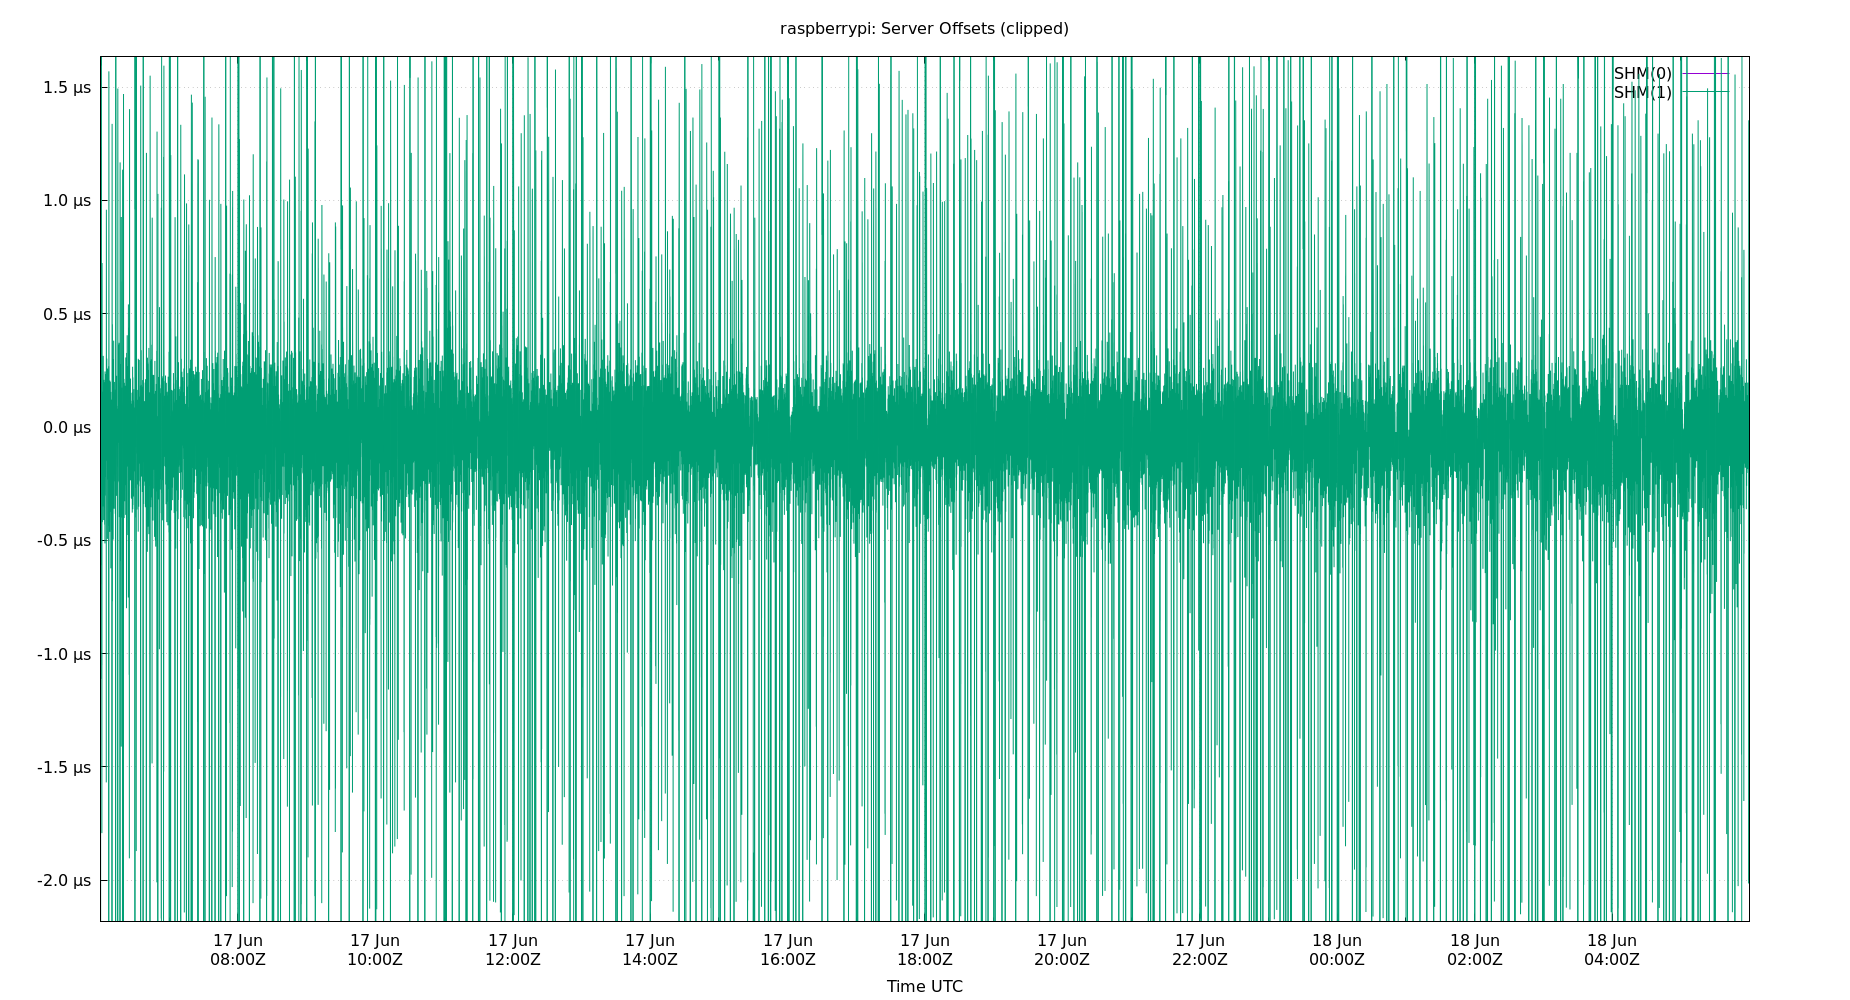 raspberrypi: Server Offsets (clipped)
SHM(0)
SHM(1)
1.5 µs
1.0 µs
0.5 µs
0.0 µs
-0.5 µs
-1.0 µs
-1.5 µs
-2.0 µs
17 Jun 17 Jun 17 Jun 17 Jun 17 Jun 17 Jun 17 Jun 17 Jun 18 Jun 18 Jun 18 Jun
08:00Z 10:00Z 12:00Z 14:00Z 16:00Z 18:00Z 20:00Z 22:00Z 00:00Z 02:00Z 04:00Z
Time UTC